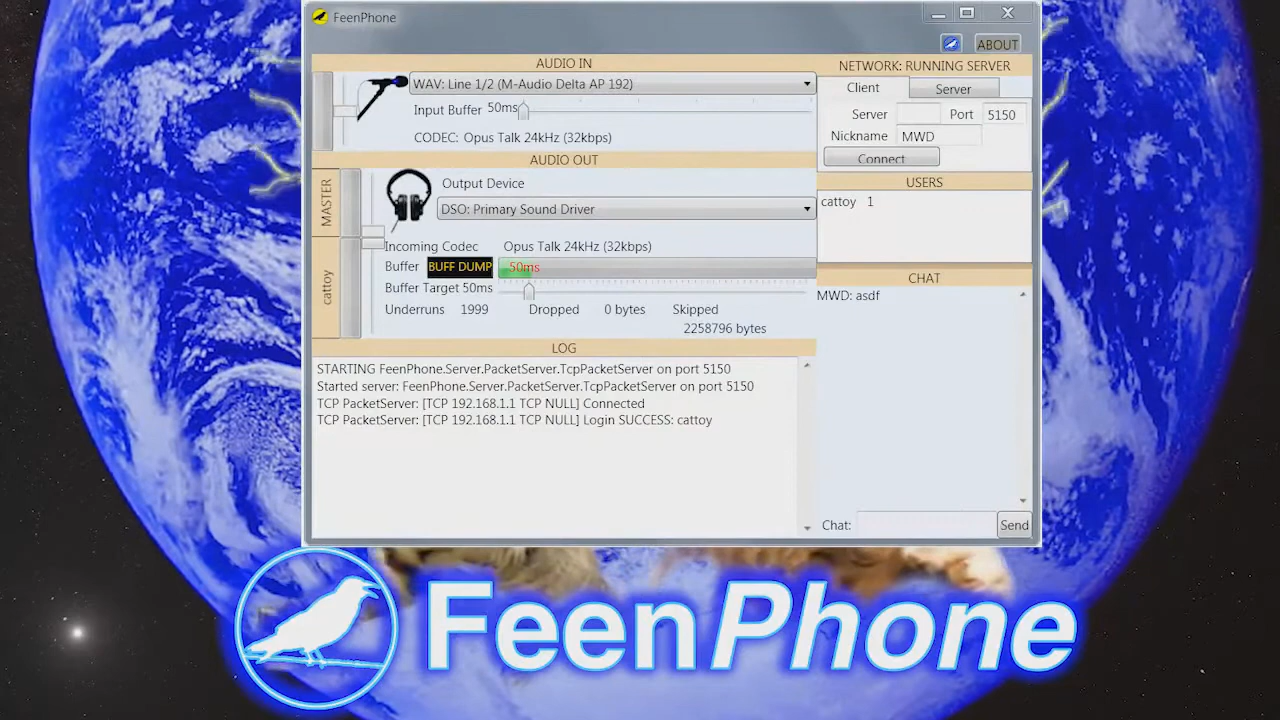 FeenPhone
ABOUT
AUDIO IN
WAV: Line 1/2 (M-Audio Delta AP 192)
Input Buffer 50ms
CODEC: Opus Talk 24kHz (32kbps)
AUDIO OUT
MASTER
Output Device
DSO: Primary Sound Driver
cattoy
Incoming Codec Opus Talk 24kHz (32kbps)
Buffer BUFF DUMP 50ms
Buffer Target 50ms
Underruns 1999 Dropped 0 bytes Skipped
2258796 bytes
LOG
STARTING FeenPhone.Server.PacketServer.TcpPacketServer on port 5150
Started server: FeenPhone.Server.PacketServer.TcpPacketServer on port 5150
TCP PacketServer: [TCP 192.168.1.1 TCP NULL] Connected
TCP PacketServer: [TCP 192.168.1.1 TCP NULL] Login SUCCESS: cattoy
NETWORK: RUNNING SERVER
Client Server
Server Port 5150
Nickname MWD
Connect
USERS
cattoy 1
CHAT
MWD: asdf
Chat: Send
FeenPhone